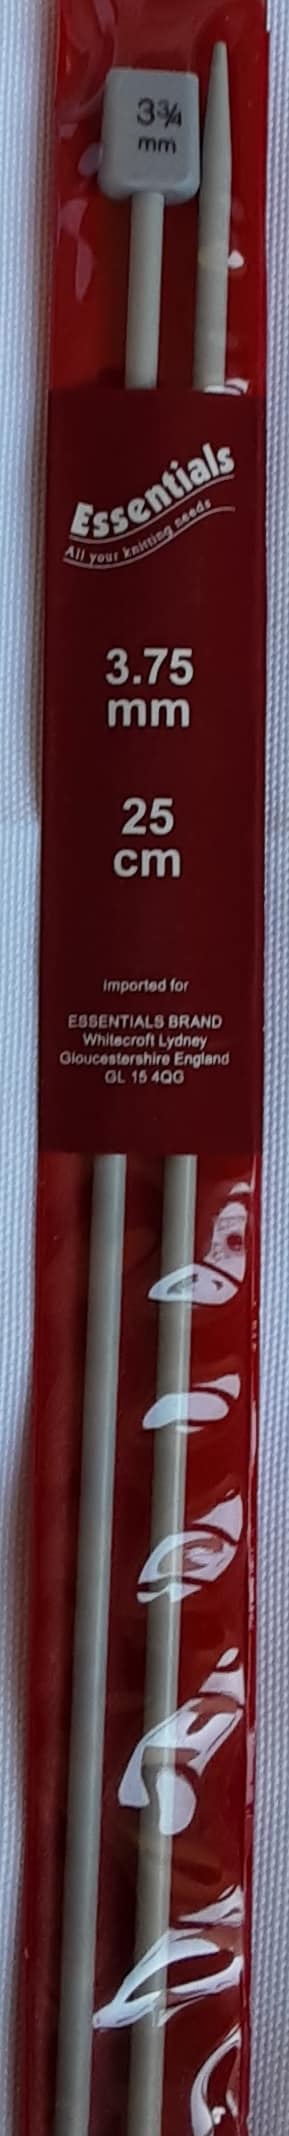 3¾
mm
Essentials
All your knitting needs
3.75
mm
25
cm
Imported for
ESSENTIALS BRAND
Whitecroft Lydney
Gloucestershire England
GL 15 4QG